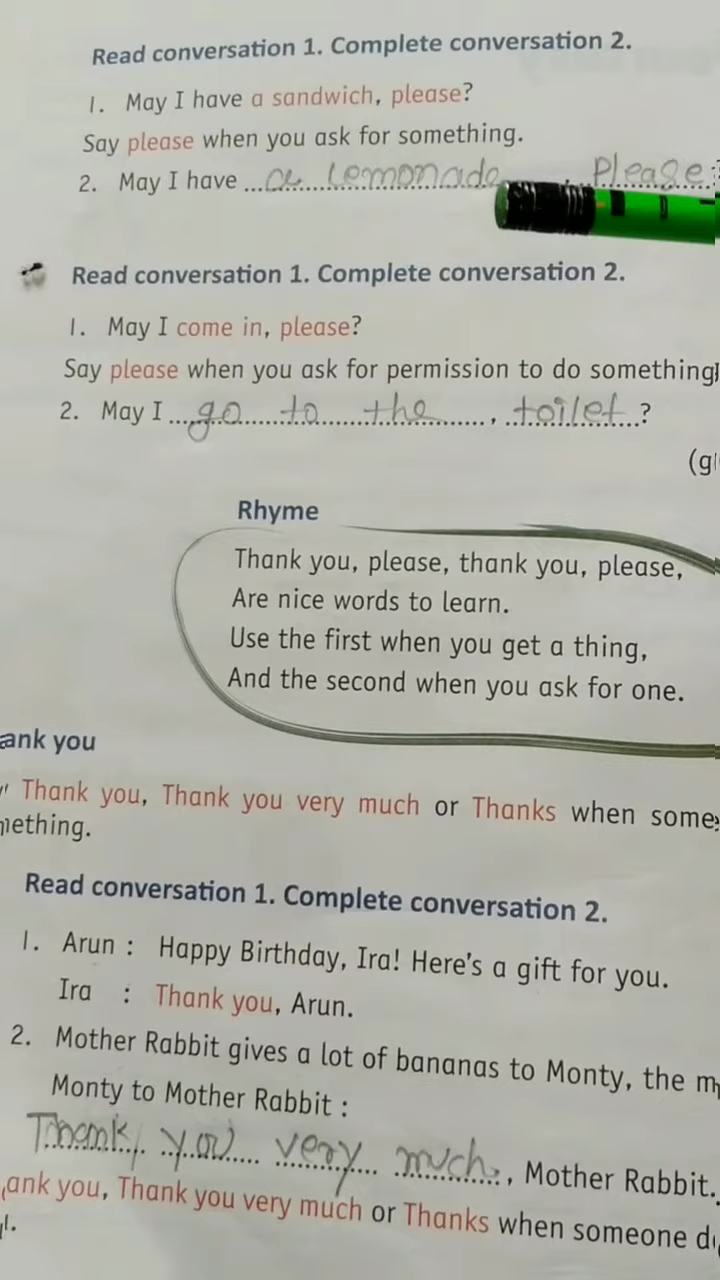 Read conversation 1. Complete conversation 2.
1. May I have a sandwich, please?
Say please when you ask for something.
2. May I have ... a lemonade , Please ?
Read conversation 1. Complete conversation 2.
1. May I come in, please?
Say please when you ask for permission to do something
2. May I ... go to the , toilet ?
(g
Rhyme
Thank you, please, thank you, please,
Are nice words to learn.
Use the first when you get a thing,
And the second when you ask for one.
ank you
Thank you, Thank you very much or Thanks when some
mething.
Read conversation 1. Complete conversation 2.
1. Arun : Happy Birthday, Ira! Here's a gift for you.
Ira : Thank you, Arun.
2. Mother Rabbit gives a lot of bananas to Monty, the m
Monty to Mother Rabbit :
Thank you very much, Mother Rabbit.
ank you, Thank you very much or Thanks when someone d